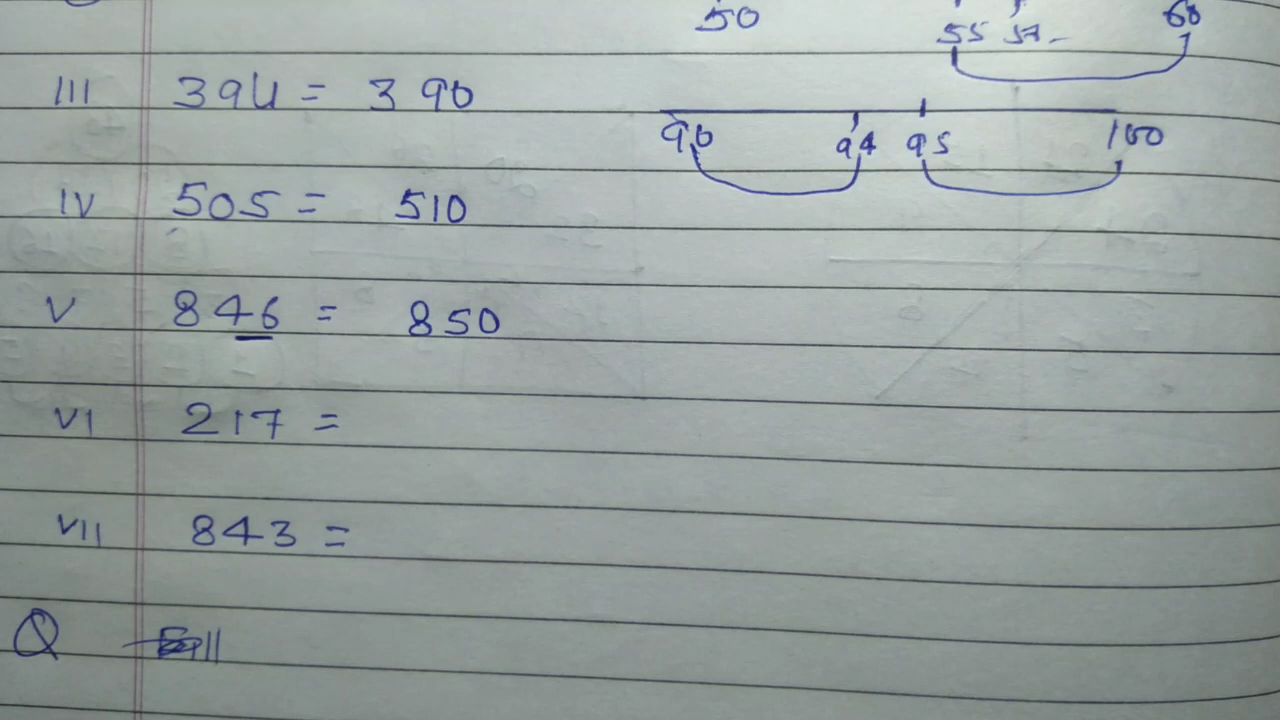 50 55 57 60
III 394 = 390
90 94 95 100
IV 505 = 510
V 846 = 850
VI 217 =
VII 843 =
Q